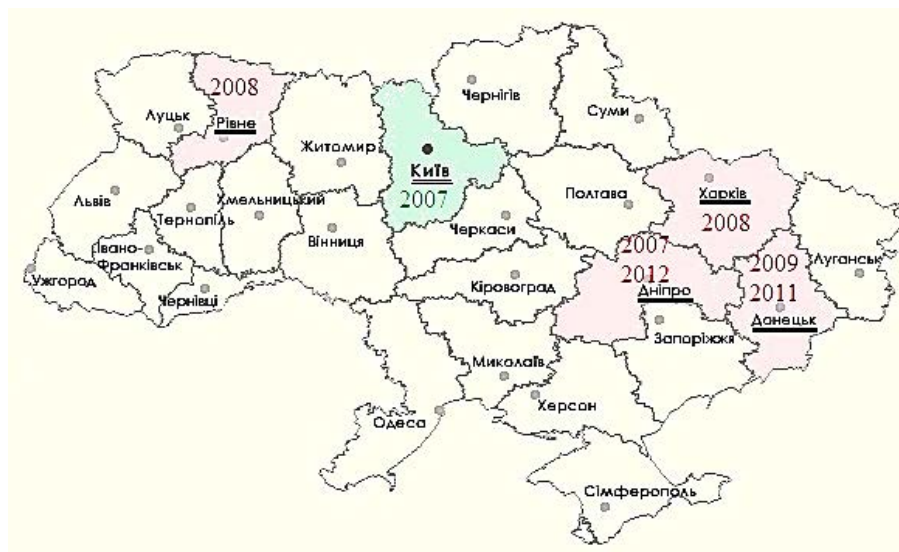 2008
Луцьк
Рівне
Житомир
Чернігів
Суми
Київ
2007
Львів
Тернопіль
Хмельницький
Вінниця
Черкаси
Полтава
Харків
2008
Івано-
Франківськ
Ужгород
Чернівці
Кіровоград
2007
2012
Дніпро
2009
2011
Донецьк
Луганськ
Запоріжжя
Миколаїв
Херсон
Одеса
Сімферополь